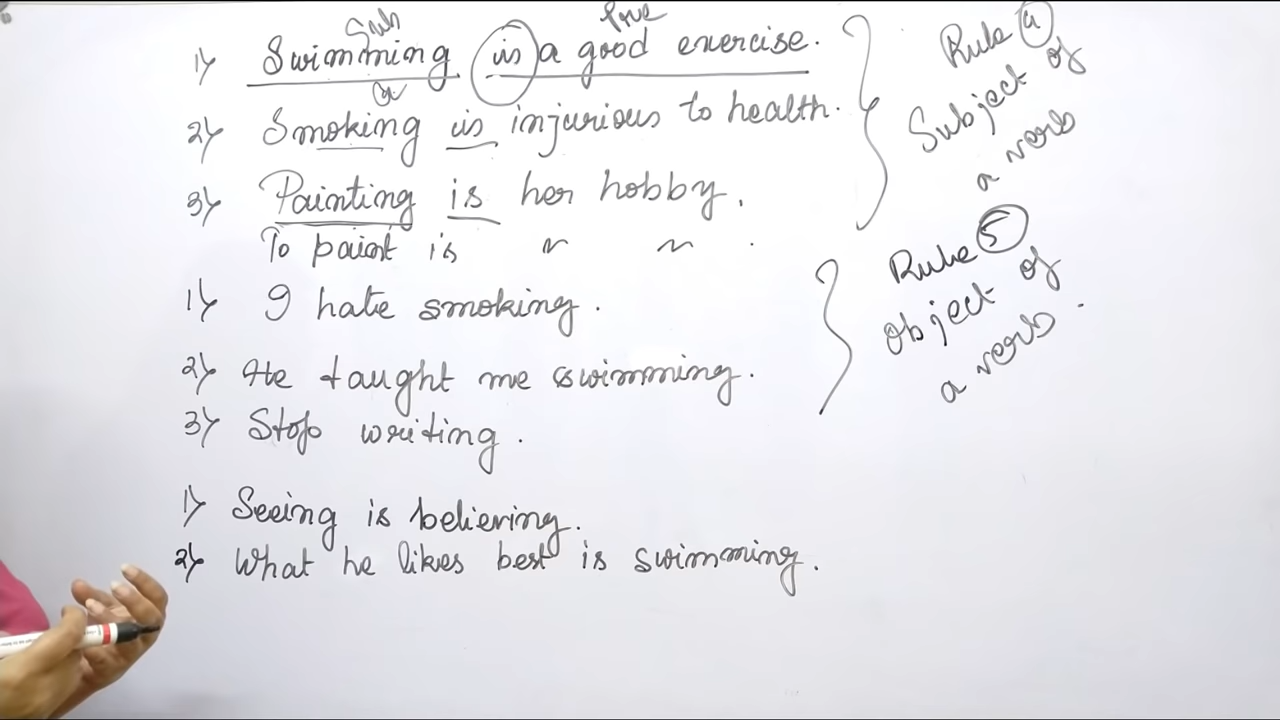 Sub
1) Swimming is a good exercise.
2) Smoking is injurious to health.
3) Painting is her hobby.
To paint is 〃 〃 .
Rule 4
Subject of
a verb
1) I hate smoking.
2) He taught me swimming.
3) Stop writing.
Rule 5
Object of
a verb.
1) Seeing is believing.
2) What he likes best is swimming.